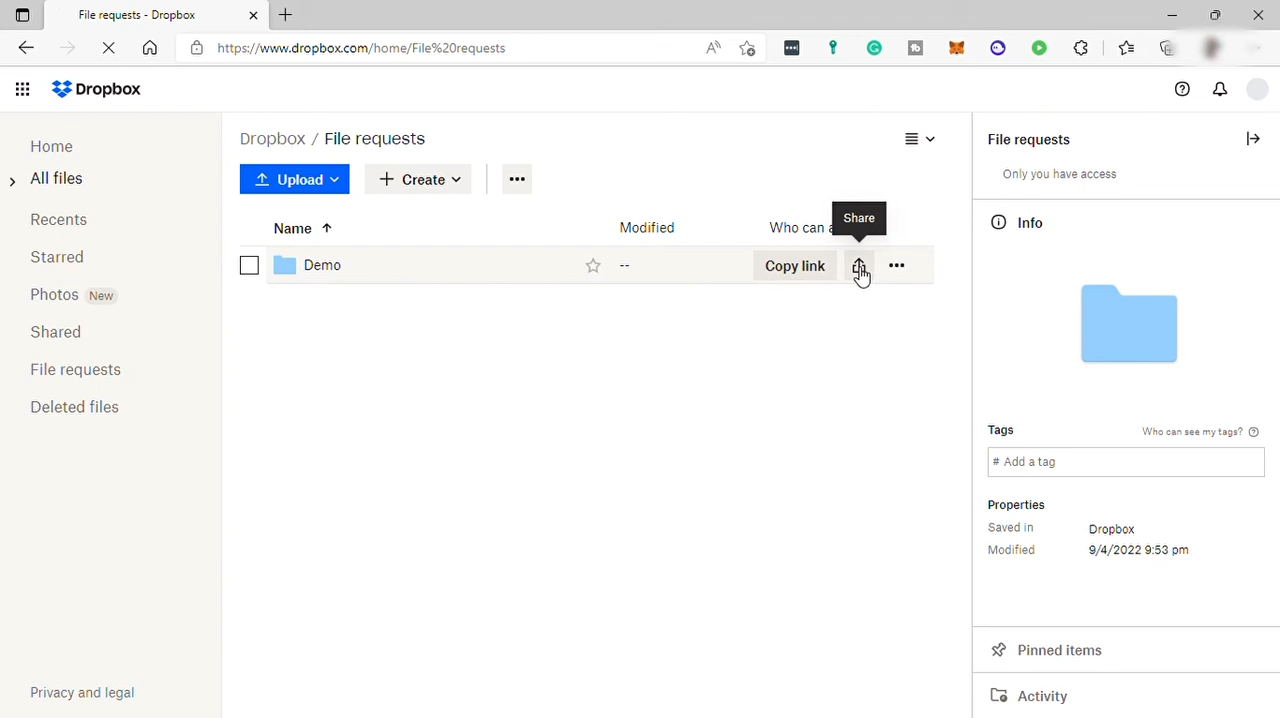 File requests - Dropbox
https://www.dropbox.com/home/File%20requests
Dropbox
Home
All files
Recents
Starred
Photos New
Shared
File requests
Deleted files
Privacy and legal
Dropbox / File requests
Upload
Create
Share
Name Modified Who can a
Demo -- Copy link
File requests
Only you have access
Info
Tags Who can see my tags?
# Add a tag
Properties
Saved in Dropbox
Modified 9/4/2022 9:53 pm
Pinned items
Activity